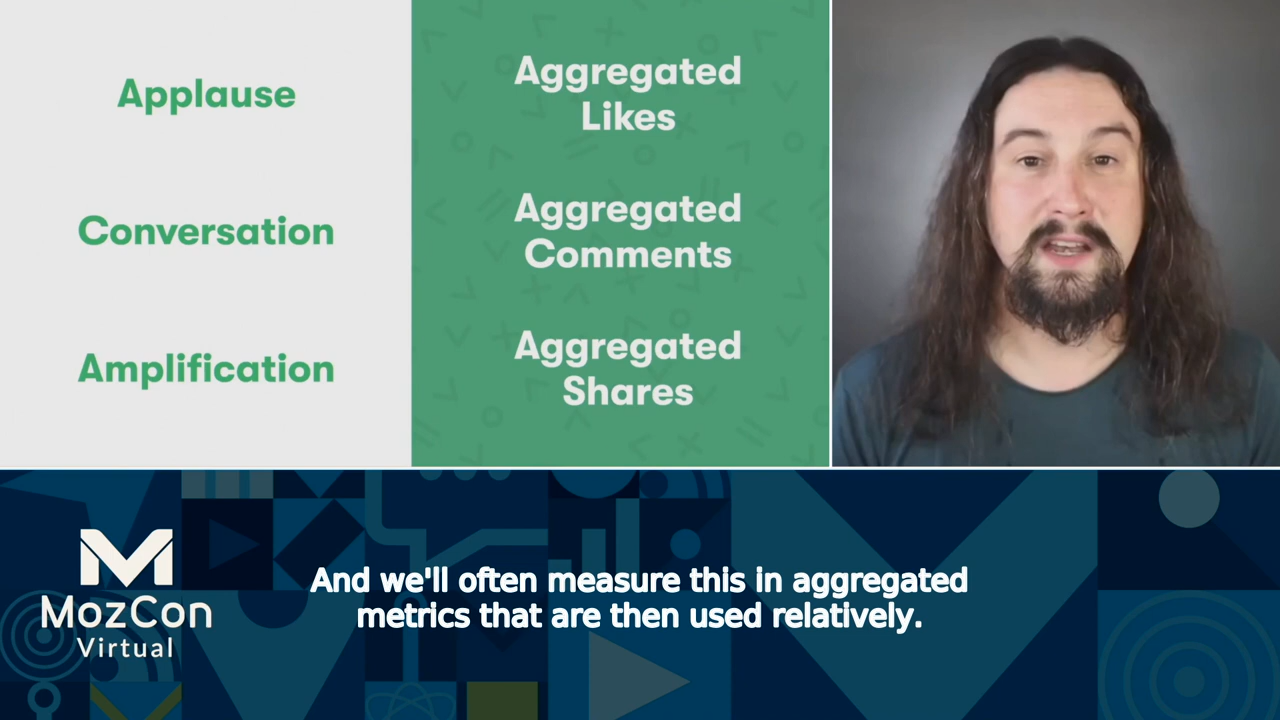 Applause
Aggregated
Likes
Conversation
Aggregated
Comments
Amplification
Aggregated
Shares
MozCon
Virtual
And we'll often measure this in aggregated
metrics that are then used relatively.